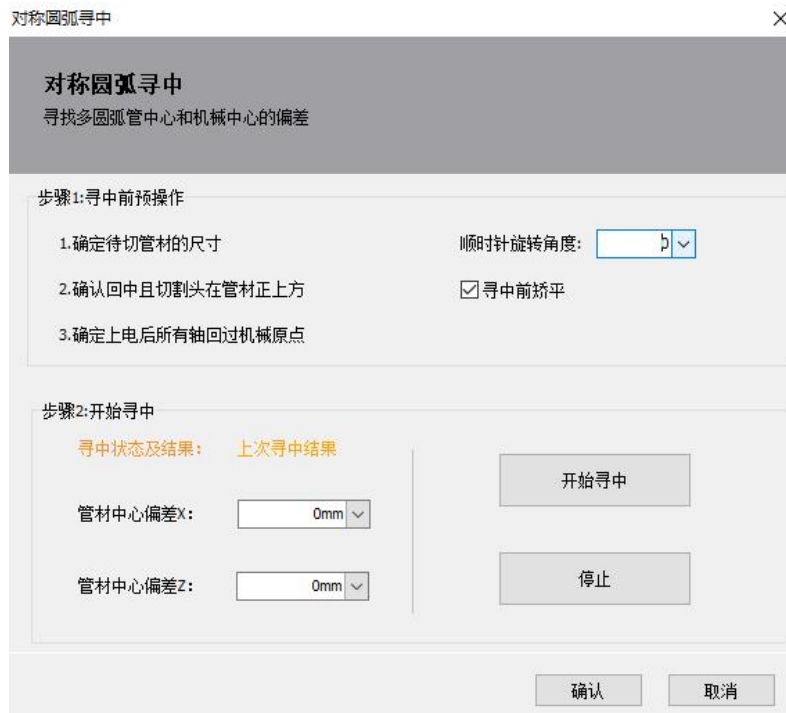 对称圆弧寻中
对称圆弧寻中
寻找多圆弧管中心和机械中心的偏差
步骤1:寻中前预操作
1.确定待切管材的尺寸
顺时针旋转角度:
2.确认回中且切割头在管材正上方
寻中前矫平
3.确定上电后所有轴回过机械原点
步骤2:开始寻中
寻中状态及结果: 上次寻中结果
开始寻中
管材中心偏差X: 0mm
管材中心偏差Z: 0mm
停止
确认 取消